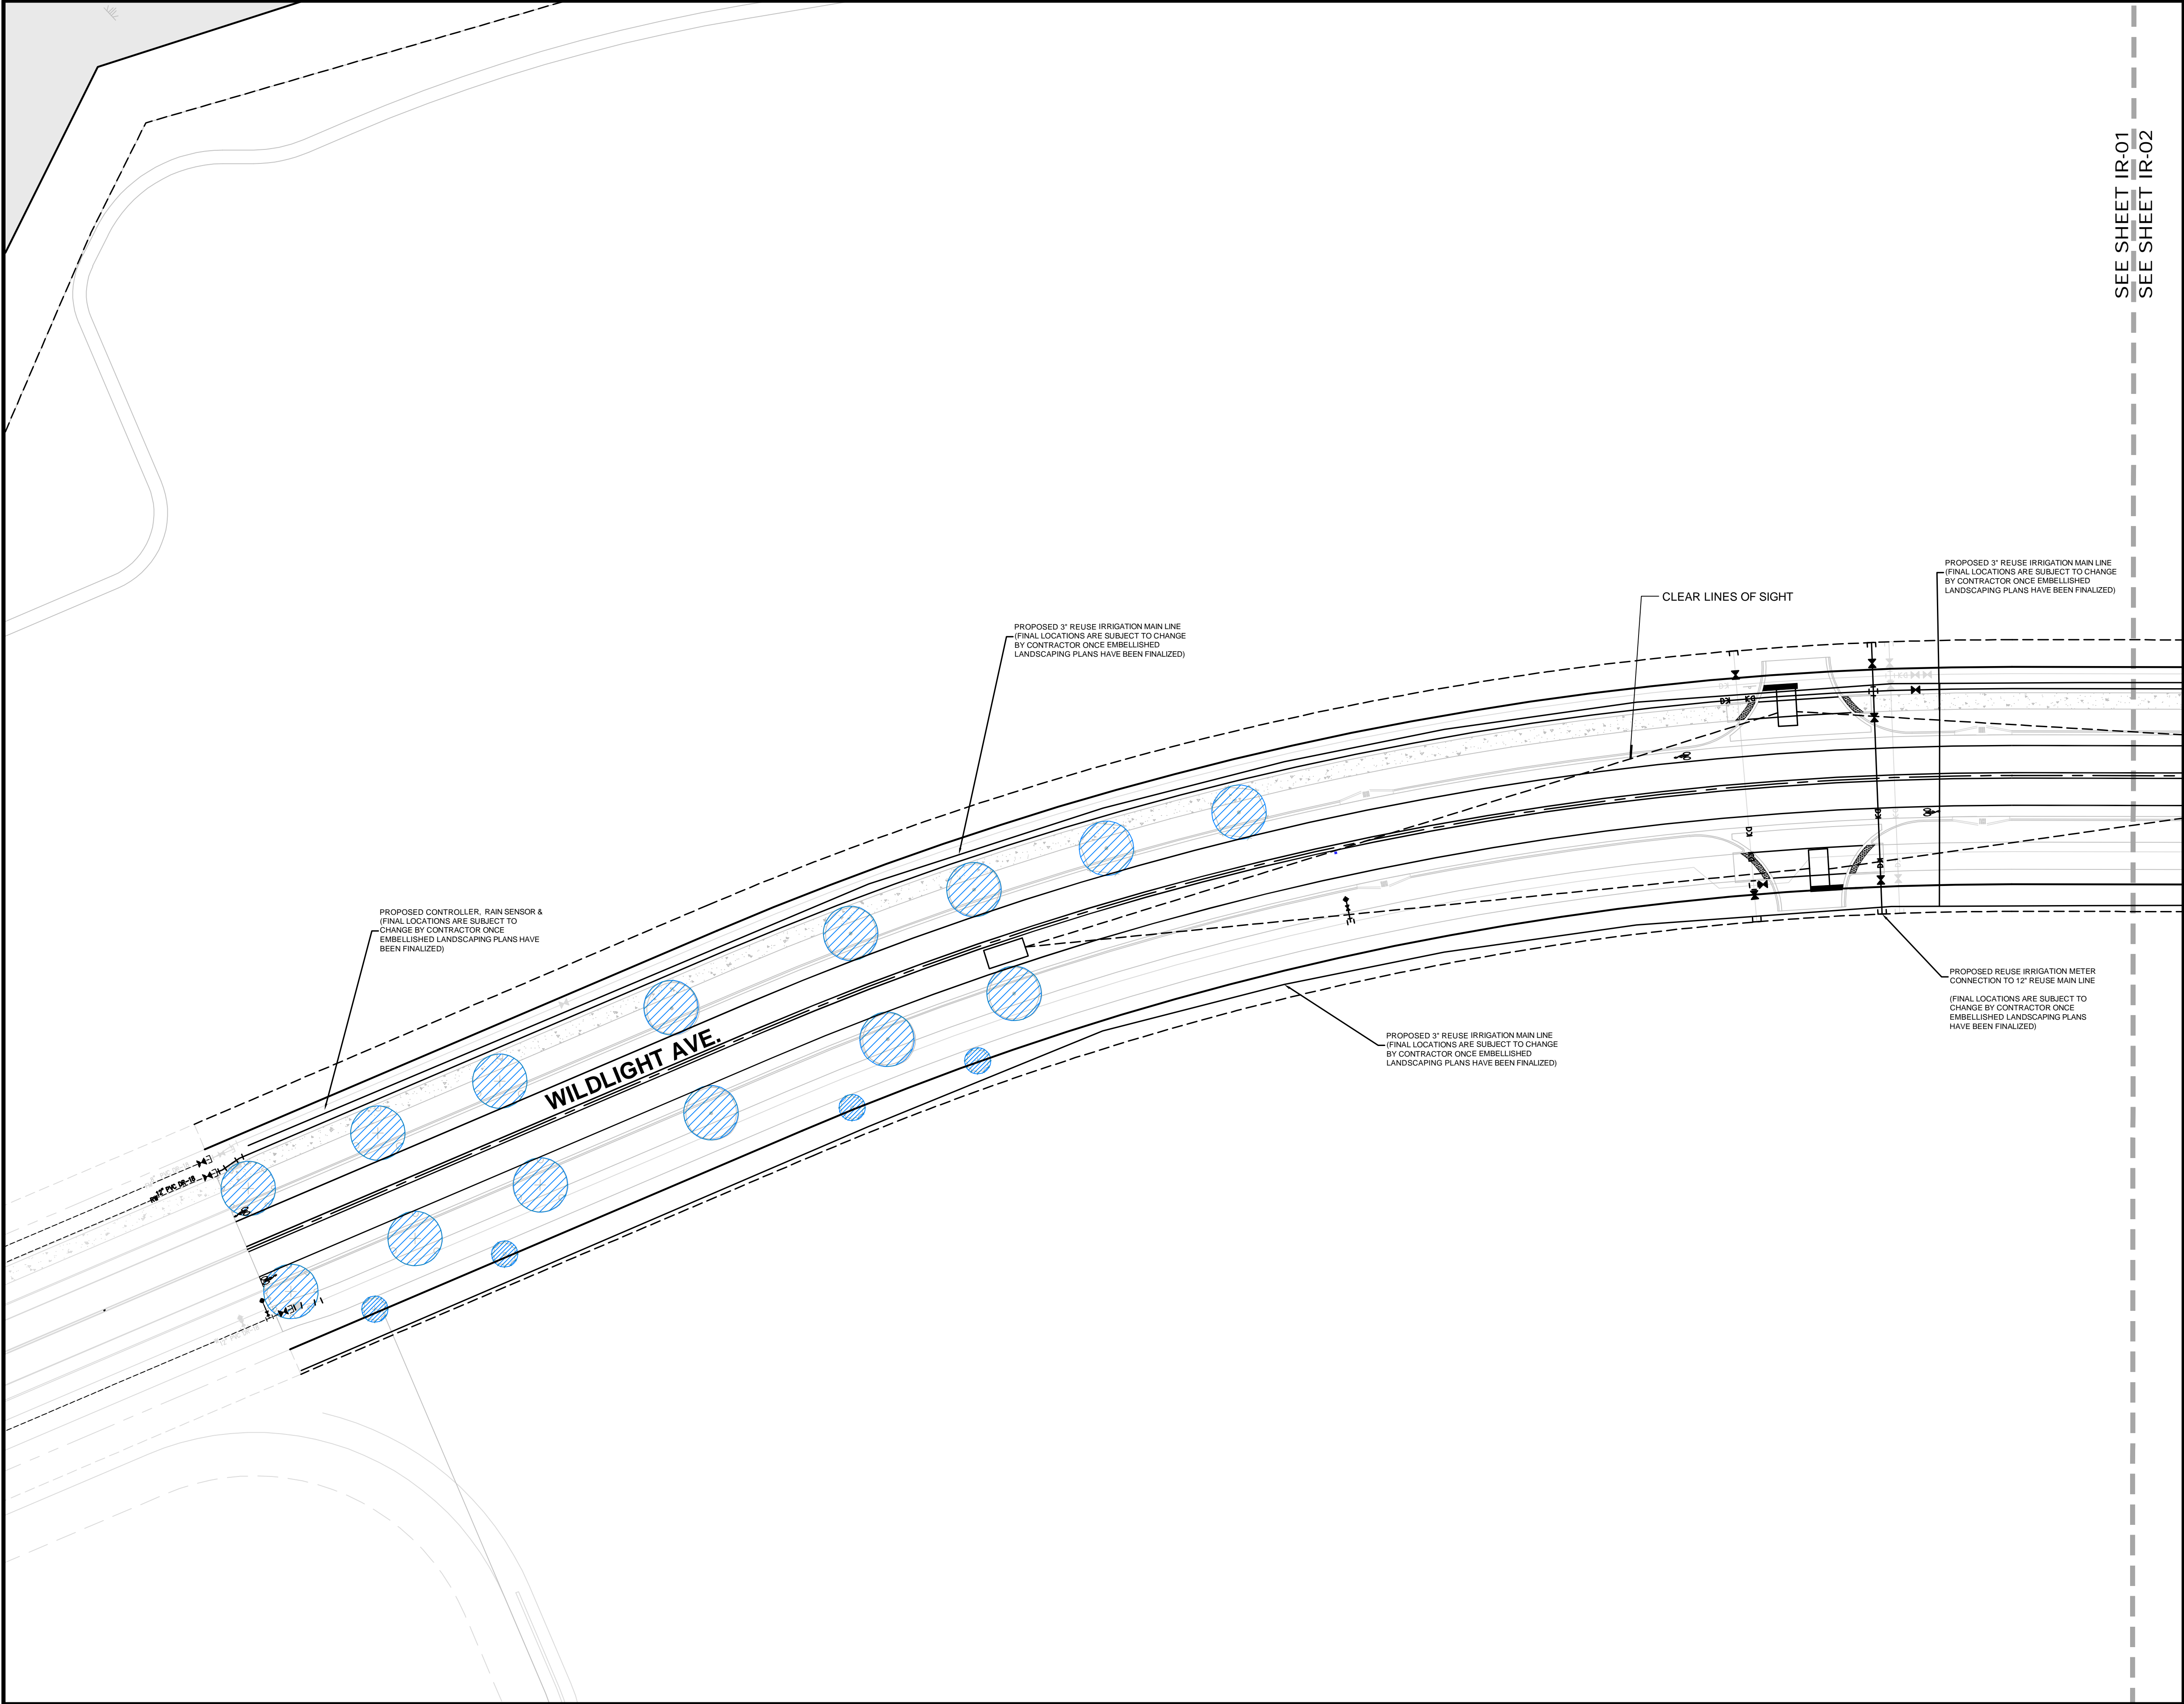 SEE SHEET IR-01
SEE SHEET IR-02
PROPOSED 3" REUSE IRRIGATION MAIN LINE
(FINAL LOCATIONS ARE SUBJECT TO CHANGE
BY CONTRACTOR ONCE EMBELLISHED
LANDSCAPING PLANS HAVE BEEN FINALIZED)
CLEAR LINES OF SIGHT
PROPOSED 3" REUSE IRRIGATION MAIN LINE
(FINAL LOCATIONS ARE SUBJECT TO CHANGE
BY CONTRACTOR ONCE EMBELLISHED
LANDSCAPING PLANS HAVE BEEN FINALIZED)
PROPOSED CONTROLLER, RAIN SENSOR &
(FINAL LOCATIONS ARE SUBJECT TO
CHANGE BY CONTRACTOR ONCE
EMBELLISHED LANDSCAPING PLANS HAVE
BEEN FINALIZED)
PROPOSED REUSE IRRIGATION METER
CONNECTION TO 12" REUSE MAIN LINE
(FINAL LOCATIONS ARE SUBJECT TO
CHANGE BY CONTRACTOR ONCE
EMBELLISHED LANDSCAPING PLANS
HAVE BEEN FINALIZED)
PROPOSED 3" REUSE IRRIGATION MAIN LINE
(FINAL LOCATIONS ARE SUBJECT TO CHANGE
BY CONTRACTOR ONCE EMBELLISHED
LANDSCAPING PLANS HAVE BEEN FINALIZED)
WILDLIGHT AVE.
12" PVC DR-18